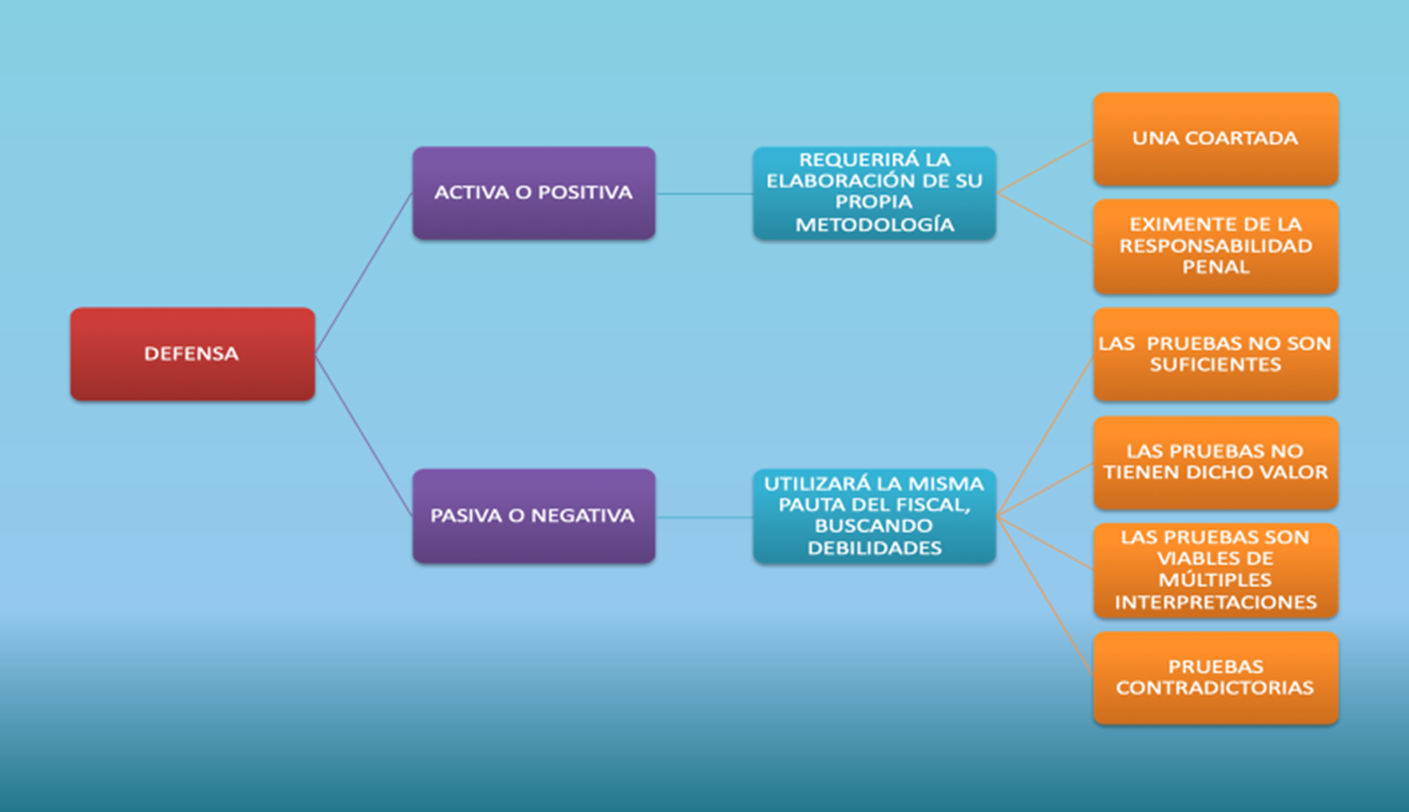 DEFENSA
ACTIVA O POSITIVA
REQUERIRÁ LA
ELABORACIÓN DE SU
PROPIA
METODOLOGÍA
UNA COARTADA
EXIMENTE DE LA
RESPONSABILIDAD
PENAL
PASIVA O NEGATIVA
UTILIZARÁ LA MISMA
PAUTA DEL FISCAL,
BUSCANDO
DEBILIDADES
LAS PRUEBAS NO SON
SUFICIENTES
LAS PRUEBAS NO
TIENEN DICHO VALOR
LAS PRUEBAS SON
VIABLES DE
MÚLTIPLES
INTERPRETACIONES
PRUEBAS
CONTRADICTORIAS